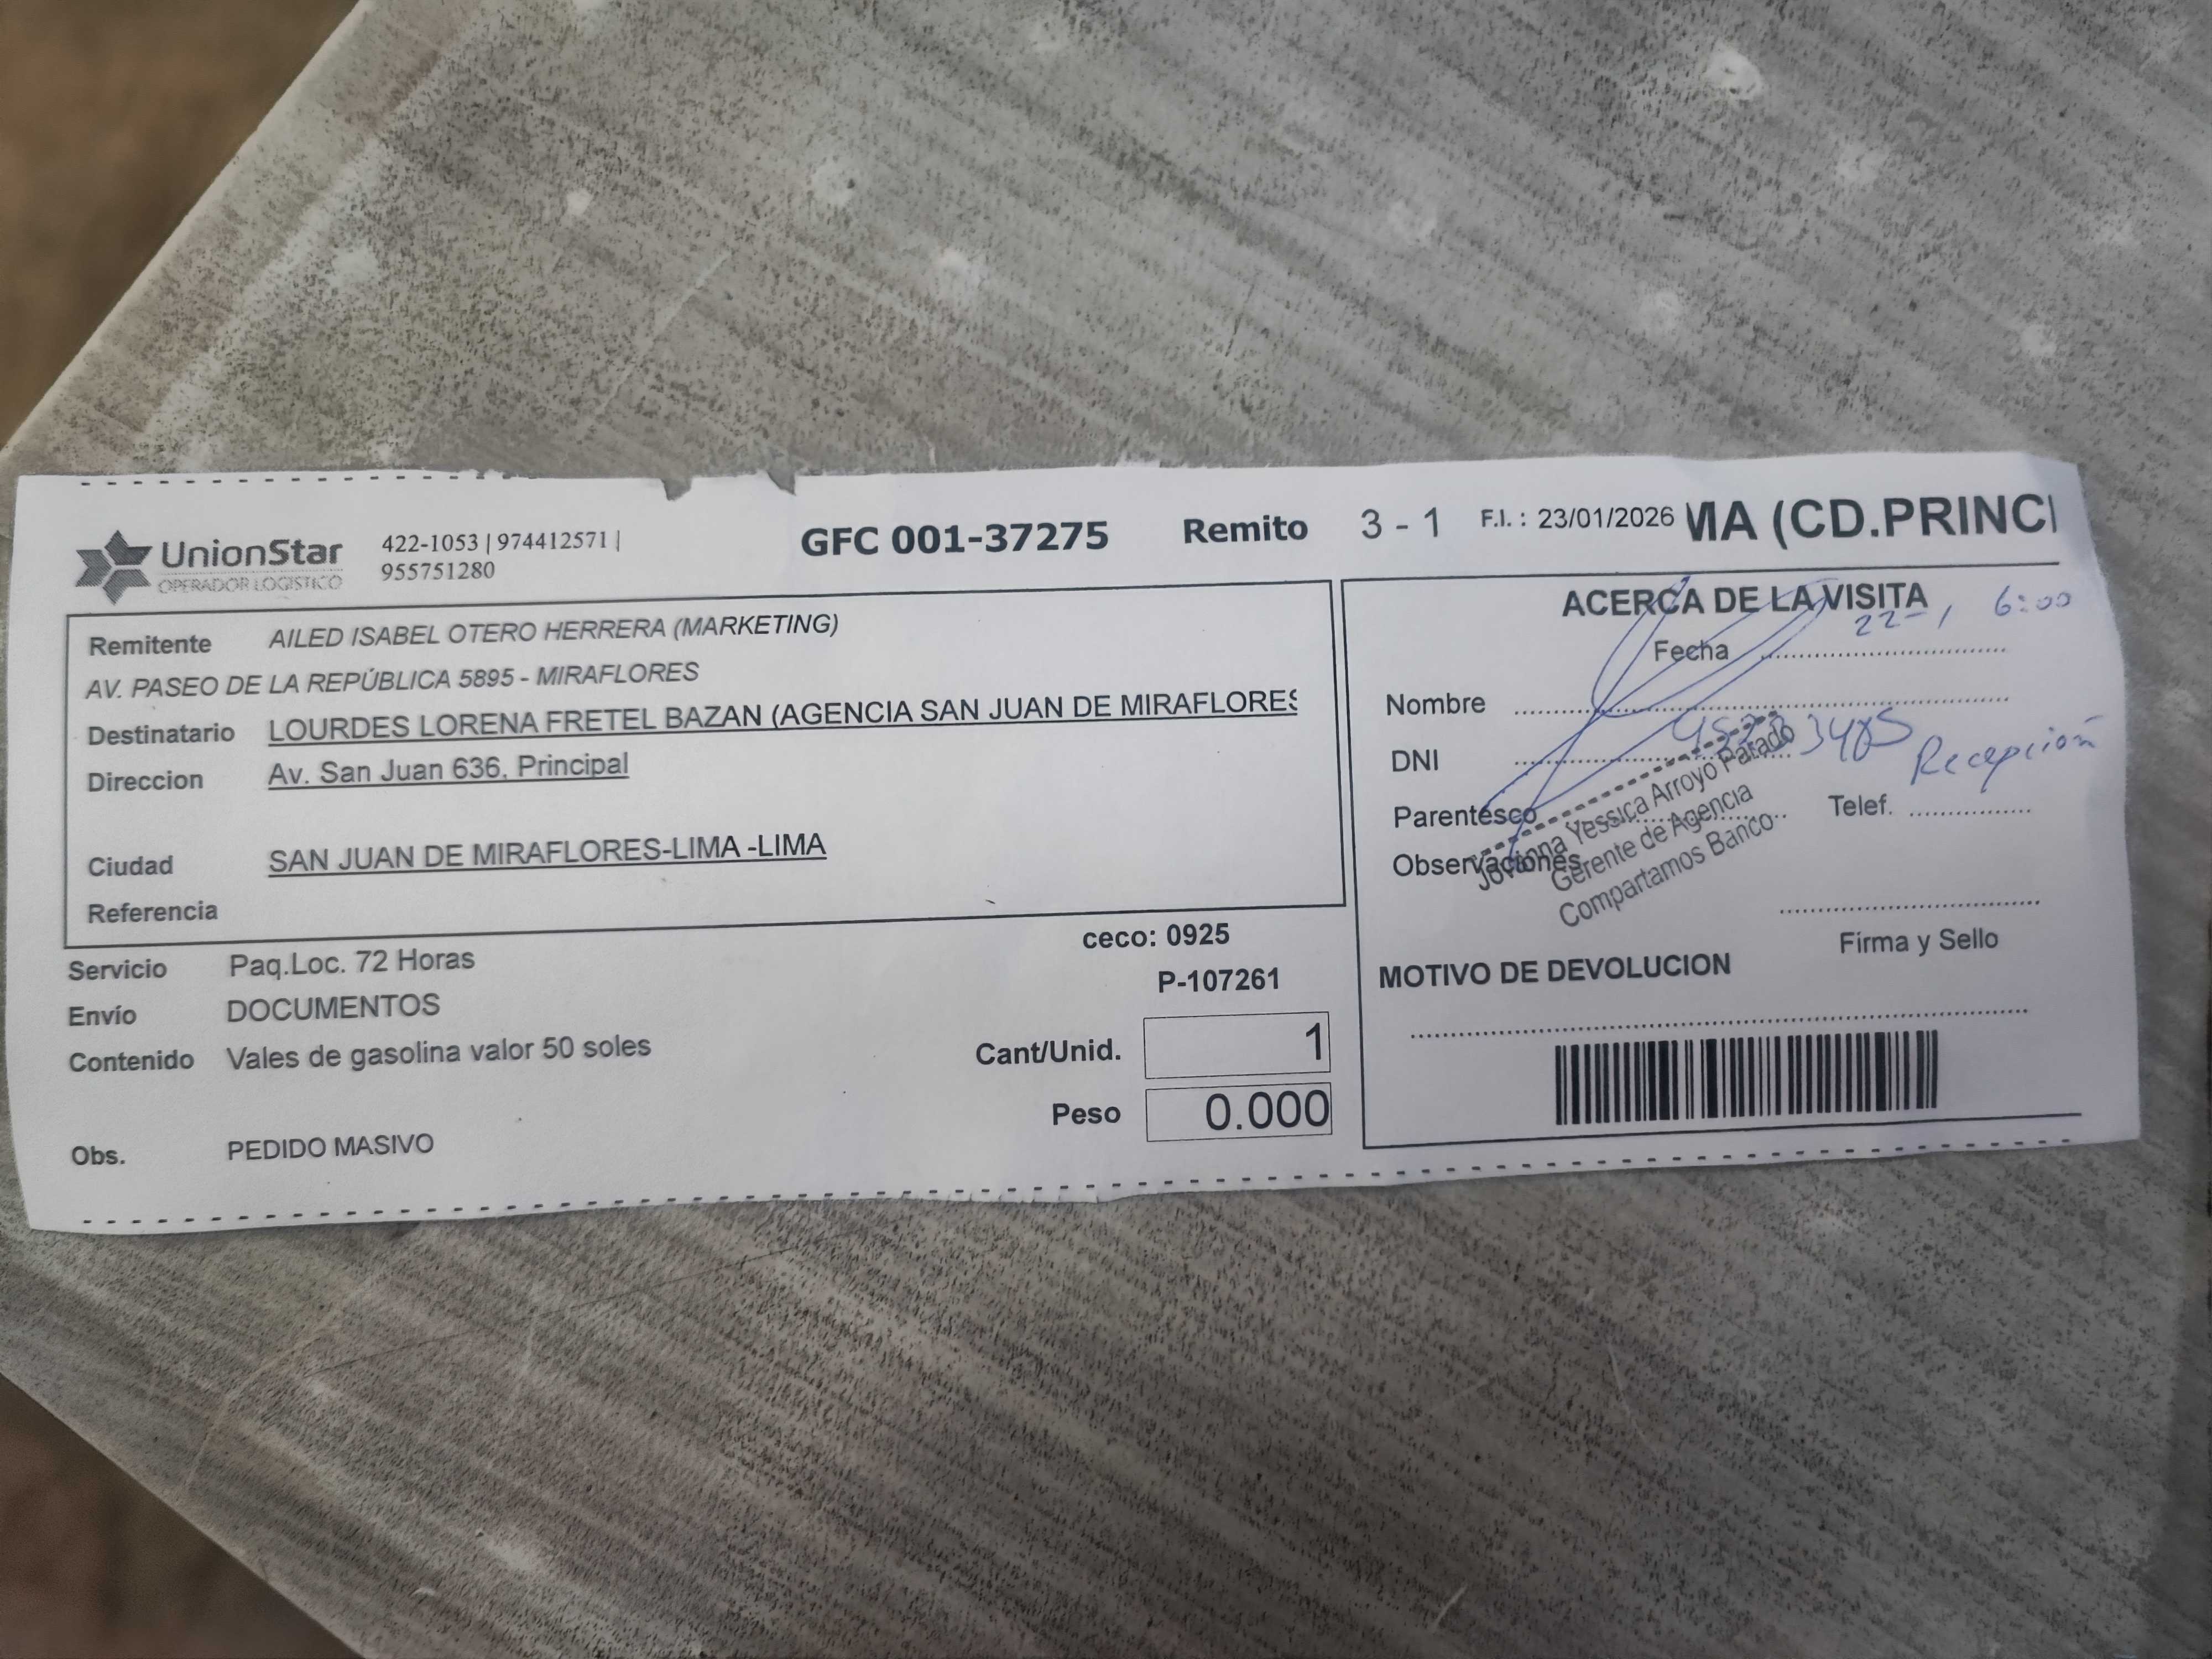 UnionStar
OPERADOR LOGISTICO
422-1053 | 974412571 |
955751280
GFC 001-37275
Remito 3 - 1
F.I. : 23/01/2026
MA (CD.PRINCI
Remitente AILED ISABEL OTERO HERRERA (MARKETING)
AV. PASEO DE LA REPÚBLICA 5895 - MIRAFLORES
Destinatario LOURDES LORENA FRETEL BAZAN (AGENCIA SAN JUAN DE MIRAFLORES
Direccion Av. San Juan 636, Principal
Ciudad SAN JUAN DE MIRAFLORES-LIMA -LIMA
Referencia
Servicio Paq.Loc. 72 Horas
Envío DOCUMENTOS
Contenido Vales de gasolina valor 50 soles
Obs. PEDIDO MASIVO
ceco: 0925
P-107261
Cant/Unid. 1
Peso 0.000
ACERCA DE LA VISITA
22-1 6:00
Fecha
Nombre
DNI
Recepción
Parentesco
Telef.
Observaciones
Yessica Arroyo Parado
Gerente de Agencia
Compartamos Banco
Firma y Sello
MOTIVO DE DEVOLUCION